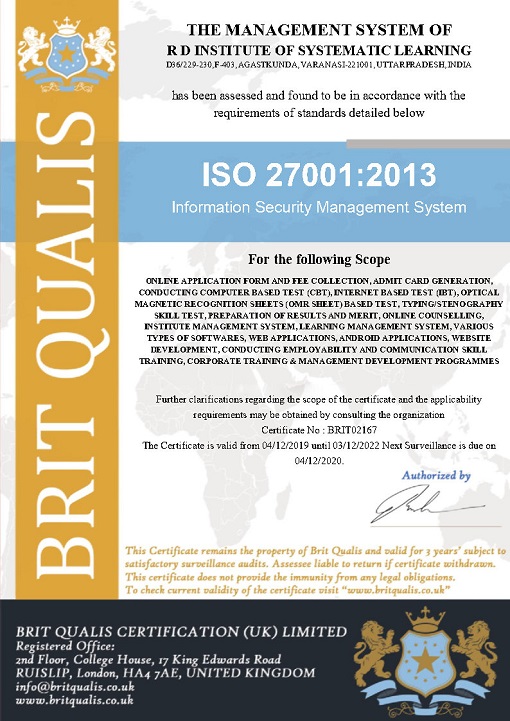 BRIT QUALIS
THE MANAGEMENT SYSTEM OF
R D INSTITUTE OF SYSTEMATIC LEARNING
D36/229-230, F-403, AGASTKUNDA, VARANASI-221001, UTTARPRADESH, INDIA
has been assessed and found to be in accordance with the
requirements of standards detailed below
ISO 27001:2013
Information Security Management System
For the following Scope
ONLINE APPLICATION FORM AND FEE COLLECTION, ADMIT CARD GENERATION,
CONDUCTING COMPUTER BASED TEST (CBT), INTERNET BASED TEST (IBT), OPTICAL
MAGNETIC RECOGNITION SHEETS (OMR SHEET) BASED TEST, TYPING/STENOGRAPHY
SKILL TEST, PREPARATION OF RESULTS AND MERIT, ONLINE COUNSELLING,
INSTITUTE MANAGEMENT SYSTEM, LEARNING MANAGEMENT SYSTEM, VARIOUS
TYPES OF SOFTWARES, WEB APPLICATIONS, ANDROID APPLICATIONS, WEBSITE
DEVELOPMENT, CONDUCTING EMPLOYABILITY AND COMMUNICATION SKILL
TRAINING, CORPORATE TRAINING & MANAGEMENT DEVELOPMENT PROGRAMMES
Further clarifications regarding the scope of the certificate and the applicability
requirements may be obtained by consulting the organization
Certificate No : BRIT02167
The Certificate is valid from 04/12/2019 until 03/12/2022 Next Surveillance is due on
04/12/2020.
Authorized by
This Certificate remains the property of Brit Qualis and valid for 3 years' subject to
satisfactory surveillance audits. Assessee liable to return if certificate withdrawn.
This certificate does not provide the immunity from any legal obligations.
To check current validity of the certificate visit "www.britqualis.co.uk"
BRIT QUALIS CERTIFICATION (UK) LIMITED
Registered Office:
2nd Floor, College House, 17 King Edwards Road
RUISLIP, London, HA4 7AE, UNITED KINGDOM
info@britqualis.co.uk
www.britqualis.co.uk